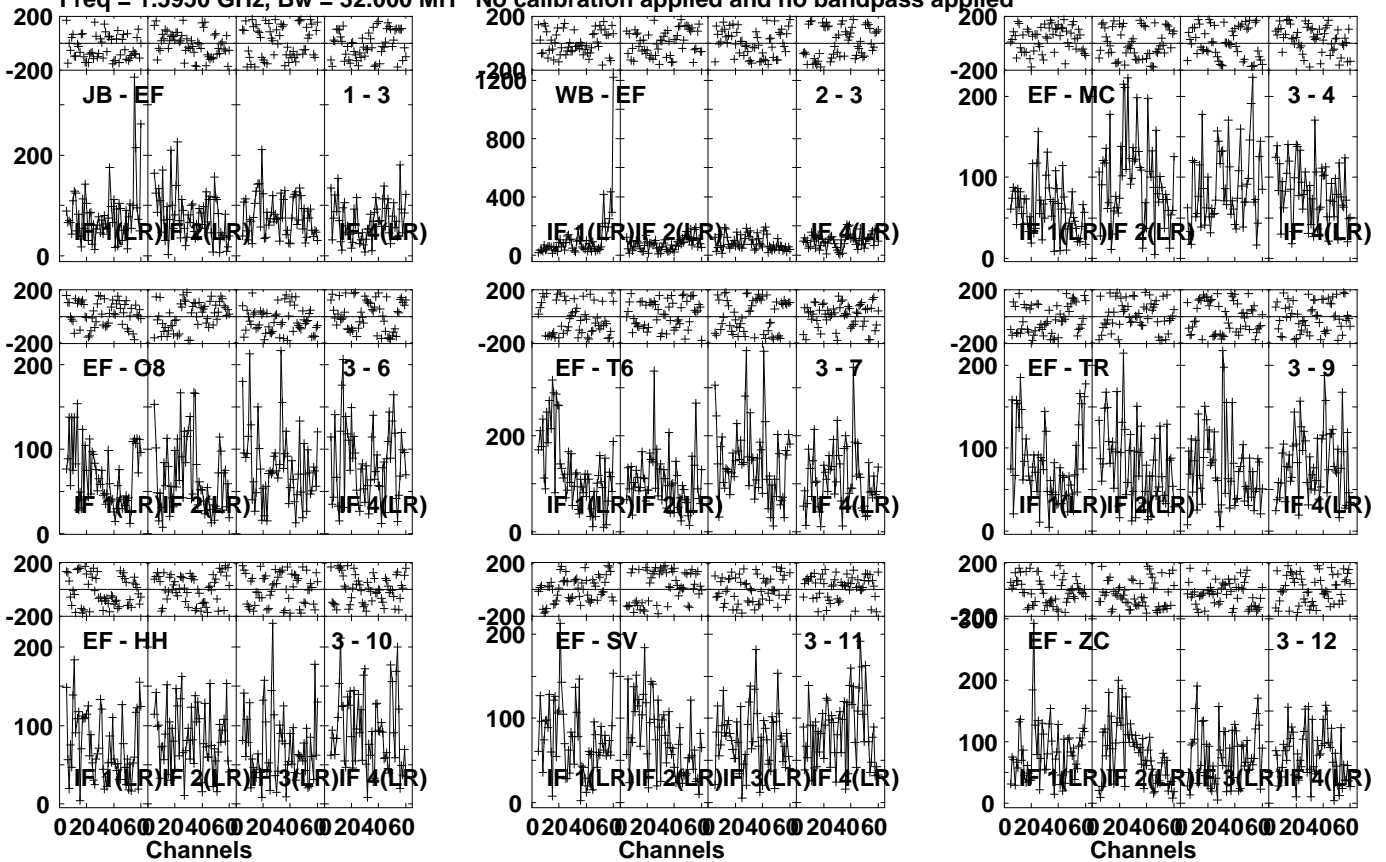 Freq = 1.5950 GHz, Bw = 32.000 MH No calibration applied and no bandpass applied
200 200 200
-200 1200 -200
JB - EF 1 - 3 WB - EF 2 - 3 EF - MC 3 - 4
1200 200
200 800 100
400
IF 1(LR) IF 2(LR) IF 4(LR) IF 1(LR) IF 2(LR) IF 4(LR) IF 1(LR) IF 2(LR) IF 4(LR)
0 0 0
200 200 200
-200 -200 -200
EF - O8 3 - 6 EF - T6 3 - 7 EF - TR 3 - 9
200 200 200
100 100
IF 1(LR) IF 2(LR) IF 4(LR) IF 1(LR) IF 2(LR) IF 4(LR) IF 1(LR) IF 2(LR) IF 4(LR)
0 0 0
200 200 200
-200 -200 -200 300
EF - HH 3 - 10 EF - SV 3 - 11 EF - ZC 3 - 12
200 200 200
100 100 100
IF 1(LR) IF 2(LR) IF 3(LR) IF 4(LR) IF 1(LR) IF 2(LR) IF 3(LR) IF 4(LR) IF 1(LR) IF 2(LR) IF 3(LR) IF 4(LR)
0 0 0
0 20 40 60 0 20 40 60 0 20 40 60 0 20 40 60 0 20 40 60 0 20 40 60 0 20 40 60 0 20 40 60 0 20 40 60 0 20 40 60 0 20 40 60 0 20 40 60
Channels Channels Channels